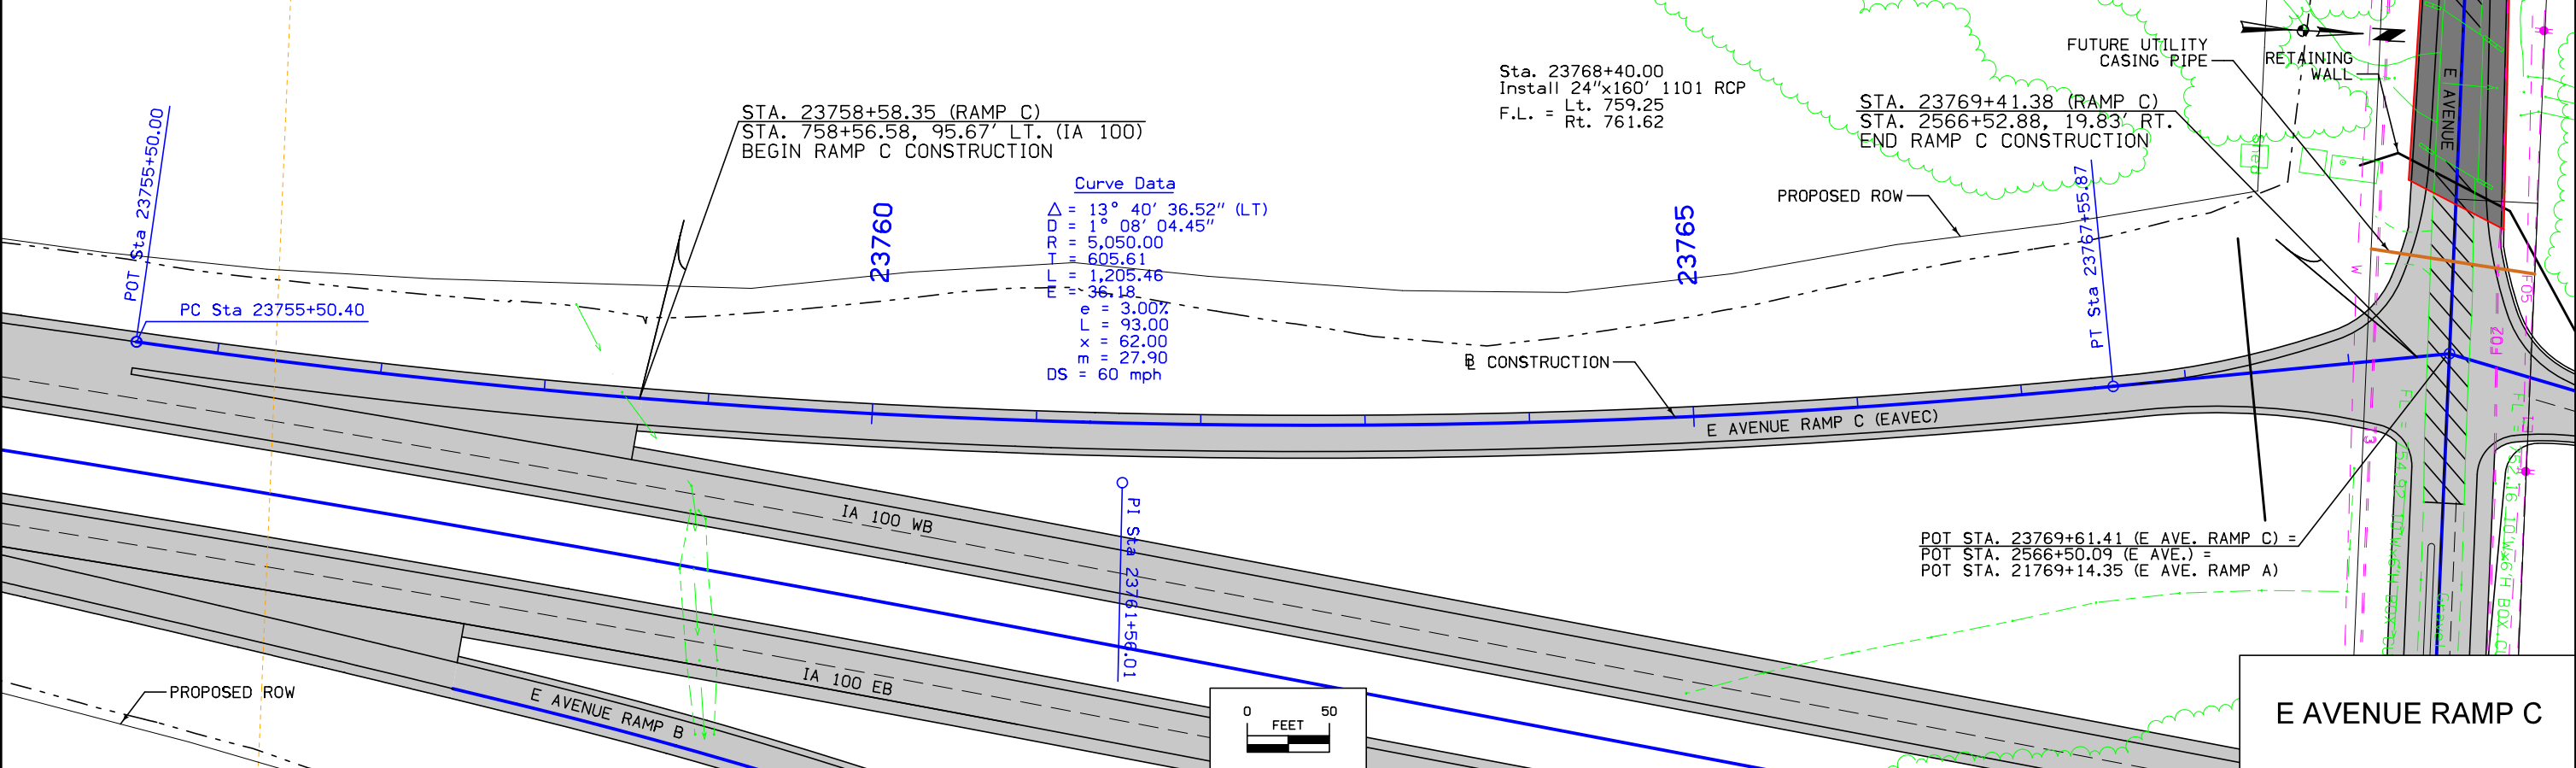 POT Sta 23755+50.00
PC Sta 23755+50.40
STA. 23758+58.35 (RAMP C)
STA. 758+56.58, 95.67' LT. (IA 100)
BEGIN RAMP C CONSTRUCTION
23760
Curve Data
Δ = 13° 40' 36.52" (LT)
D = 1° 08' 04.45"
R = 5,050.00
T = 605.61
L = 1,205.46
E = 36.18
e = 3.00%
L = 93.00
x = 62.00
m = 27.90
DS = 60 mph
Sta. 23768+40.00
Install 24"x160' 1101 RCP
F.L. = Lt. 759.25
Rt. 761.62
23765
PROPOSED ROW
FUTURE UTILITY
CASING PIPE
RETAINING
WALL
STA. 23769+41.38 (RAMP C)
STA. 2566+52.88, 19.83' RT.
END RAMP C CONSTRUCTION
Shed
E AVENUE
PT Sta 23767+55.87
℄ CONSTRUCTION
E AVENUE RAMP C (EAVEC)
W
FO5
FO2
IA 100 WB
PI Sta 23761+56.01
POT STA. 23769+61.41 (E AVE. RAMP C) =
POT STA. 2566+50.09 (E AVE.) =
POT STA. 21769+14.35 (E AVE. RAMP A)
IA 100 EB
E AVENUE RAMP B
PROPOSED ROW
0 50
FEET
E AVENUE RAMP C